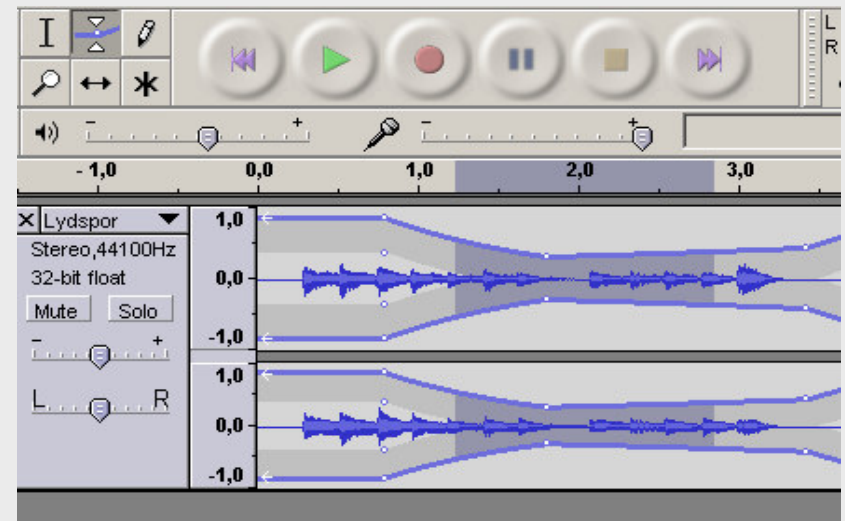 L
R
- +
- +
- 1,0 0,0 1,0 2,0 3,0
Lydspor
Stereo,44100Hz
32-bit float
Mute Solo
- +
L R
1,0
0,0
-1,0
1,0
0,0
-1,0